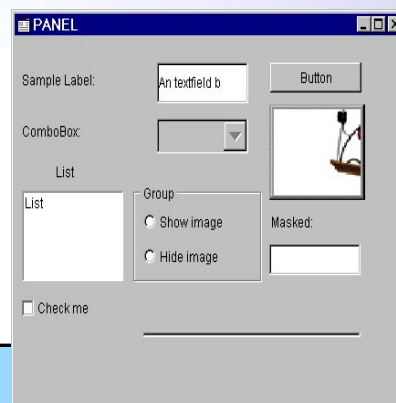 PANEL
Sample Label:
An textfield b
Button
ComboBox:
List
List
Group
Show image
Hide image
Masked:
Check me